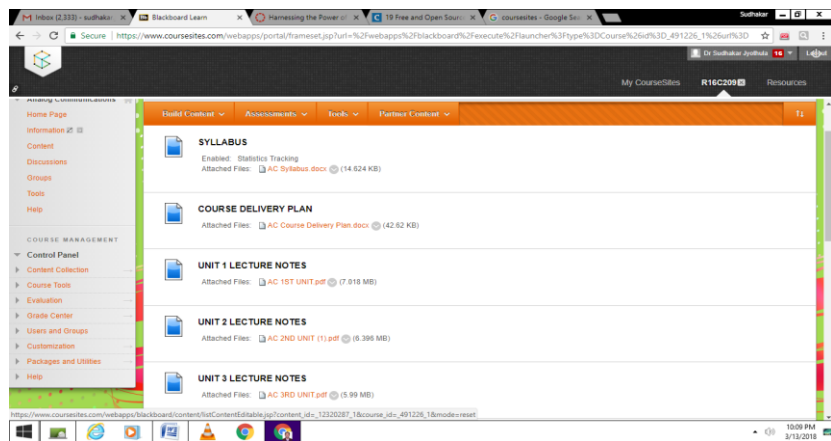 Inbox (2,333) - sudhakar.
Blackboard Learn
Harnessing the Power of
19 Free and Open Sourc
coursesites - Google Sea
Sudhakar
Secure
https://www.coursesites.com/webapps/portal/frameset.jsp?url=%2Fwebapps%2Fblackboard%2Fexecute%2Flauncher%3Ftype%3DCourse%26id%3D_491226_1%26url%3D
Dr Sudhakar Jyothula 16 Logout
My CourseSites R16C209 Resources
Analog Communications
Home Page
Information
Content
Discussions
Groups
Tools
Help
COURSE MANAGEMENT
Control Panel
Content Collection
Course Tools
Evaluation
Grade Center
Users and Groups
Customization
Packages and Utilities
Help
Build Content Assessments Tools Partner Content
SYLLABUS
Enabled: Statistics Tracking
Attached Files: AC Syllabus.docx (14.624 KB)
COURSE DELIVERY PLAN
Attached Files: AC Course Delivery Plan.docx (42.62 KB)
UNIT 1 LECTURE NOTES
Attached Files: AC 1ST UNIT.pdf (7.018 MB)
UNIT 2 LECTURE NOTES
Attached Files: AC 2ND UNIT (1).pdf (6.396 MB)
UNIT 3 LECTURE NOTES
Attached Files: AC 3RD UNIT.pdf (5.99 MB)
https://www.coursesites.com/webapps/blackboard/content/listContentEditable.jsp?content_id=_12320287_1&course_id=_491226_1&mode=reset
10:09 PM
3/13/2018